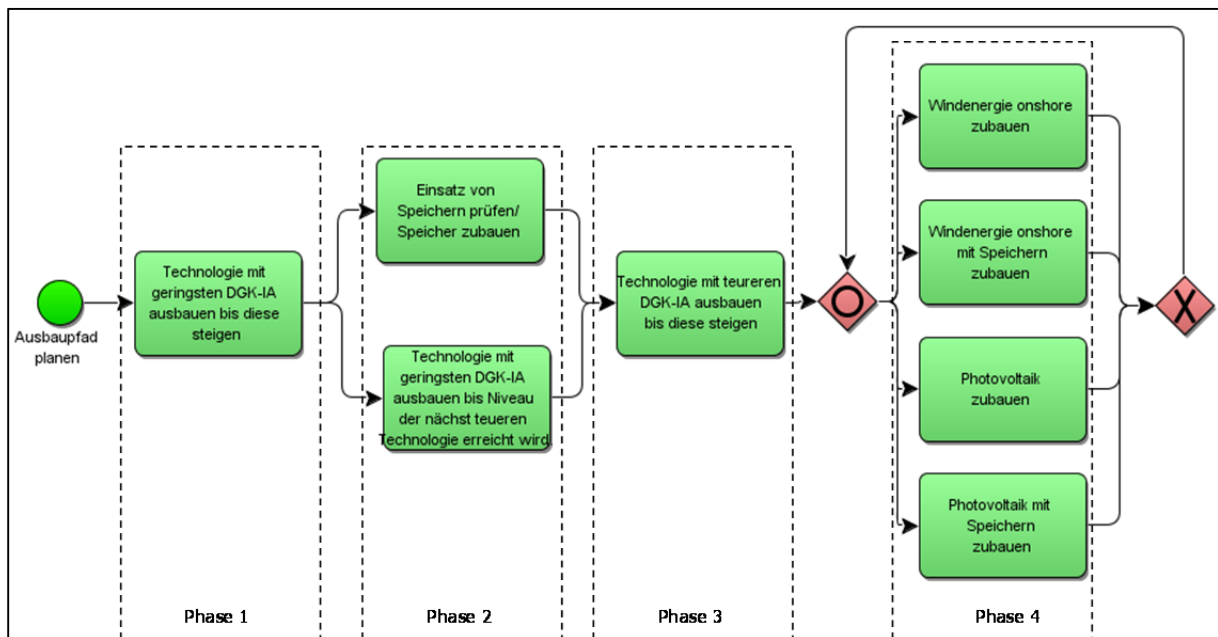 Ausbaupfad
planen
Technologie mit
geringsten DGK-IA
ausbauen bis diese
steigen
Phase 1
Einsatz von
Speichern prüfen/
Speicher zubauen
Technologie mit
geringsten DGK-IA
ausbauen bis Niveau
der nächst teueren
Technologie erreicht wird.
Phase 2
Technologie mit teureren
DGK-IA ausbauen
bis diese steigen
Phase 3
Windenergie onshore
zubauen
Windenergie onshore
mit Speichern
zubauen
Photovoltaik
zubauen
Photovoltaik mit
Speichern
zubauen
Phase 4
X